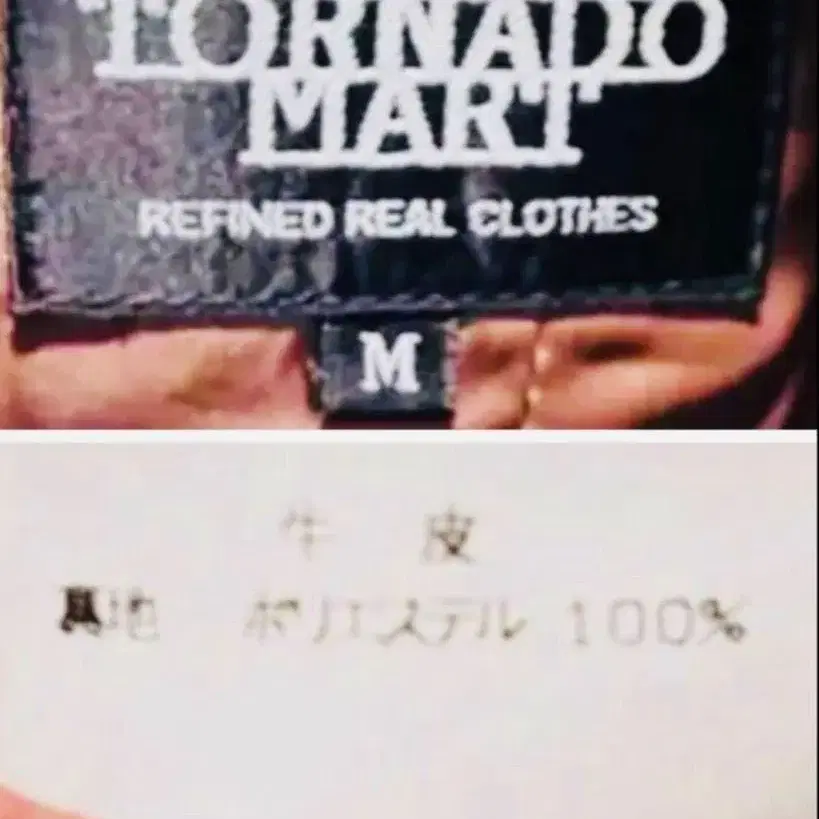 TORNADO
MART
REFINED REAL CLOTHES
M
牛 皮
裏地 ポリエステル 100%